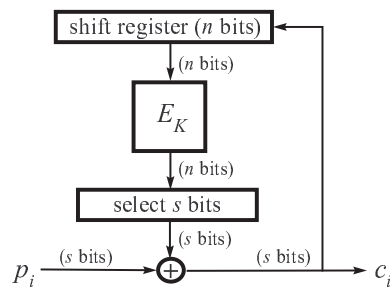 shift register (n bits)
(n bits)
E_K
(n bits)
select s bits
(s bits)
(s bits) (s bits)
p_i + c_i